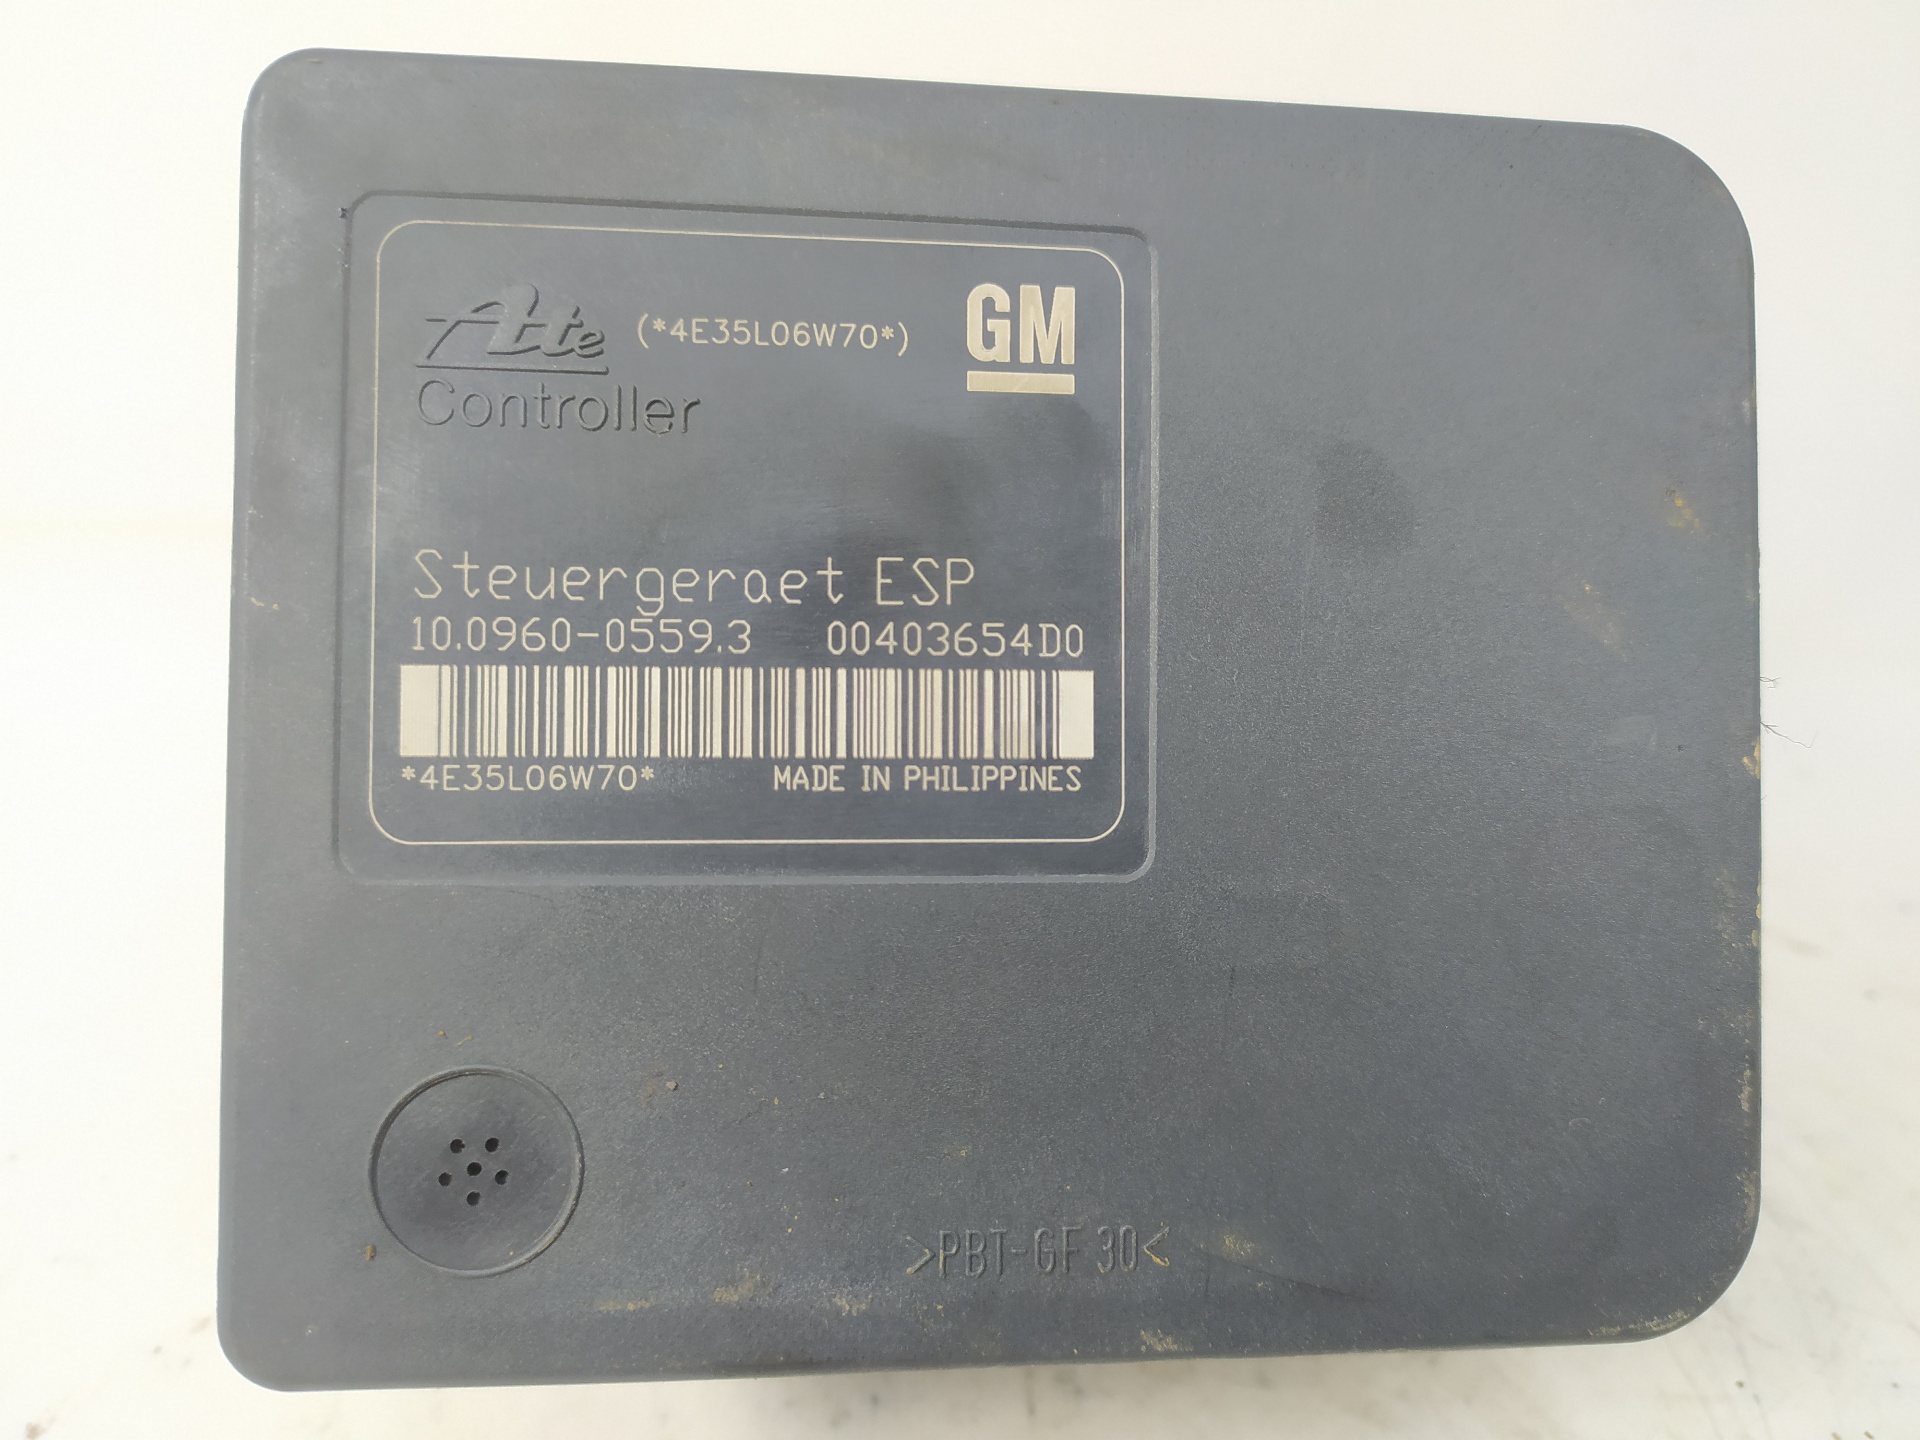 Ate (*4E35L06W70*) GM
Controller
Steuergeraet ESP
10.0960-0559.3 00403654D0
*4E35L06W70* MADE IN PHILIPPINES
>PBT-GF 30<